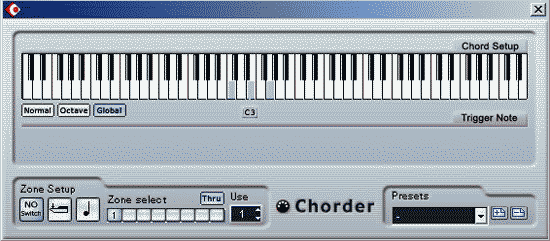 Chord Setup
Normal Octave Global
C3
Trigger Note
Zone Setup
NO Switch
Zone select
Thru
Use
1
1
Chorder
Presets
-